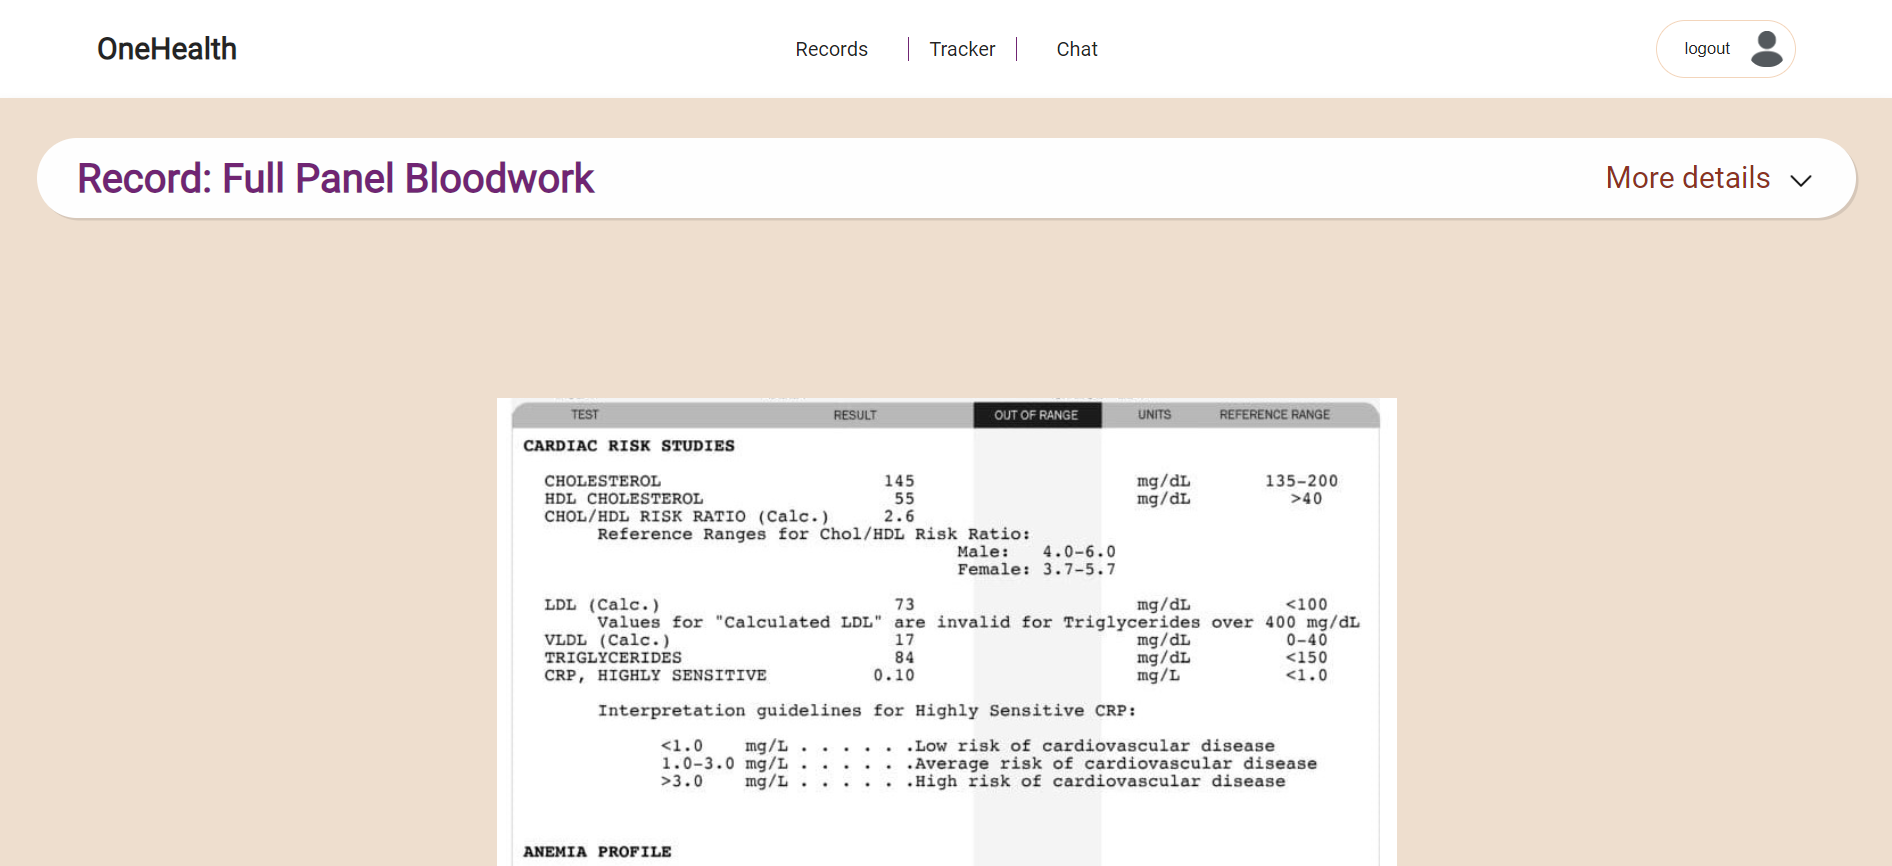 OneHealth
Records
Tracker
Chat
logout
Record: Full Panel Bloodwork
More details
TEST RESULT OUT OF RANGE UNITS REFERENCE RANGE
CARDIAC RISK STUDIES
CHOLESTEROL 145 mg/dL 135-200
HDL CHOLESTEROL 55 mg/dL >40
CHOL/HDL RISK RATIO (Calc.) 2.6
Reference Ranges for Chol/HDL Risk Ratio:
Male: 4.0-6.0
Female: 3.7-5.7
LDL (Calc.) 73 mg/dL <100
Values for "Calculated LDL" are invalid for Triglycerides over 400 mg/dL
VLDL (Calc.) 17 mg/dL 0-40
TRIGLYCERIDES 84 mg/dL <150
CRP, HIGHLY SENSITIVE 0.10 mg/L <1.0
Interpretation guidelines for Highly Sensitive CRP:
<1.0 mg/L . . . . . .Low risk of cardiovascular disease
1.0-3.0 mg/L . . . . . .Average risk of cardiovascular disease
>3.0 mg/L . . . . . .High risk of cardiovascular disease
ANEMIA PROFILE